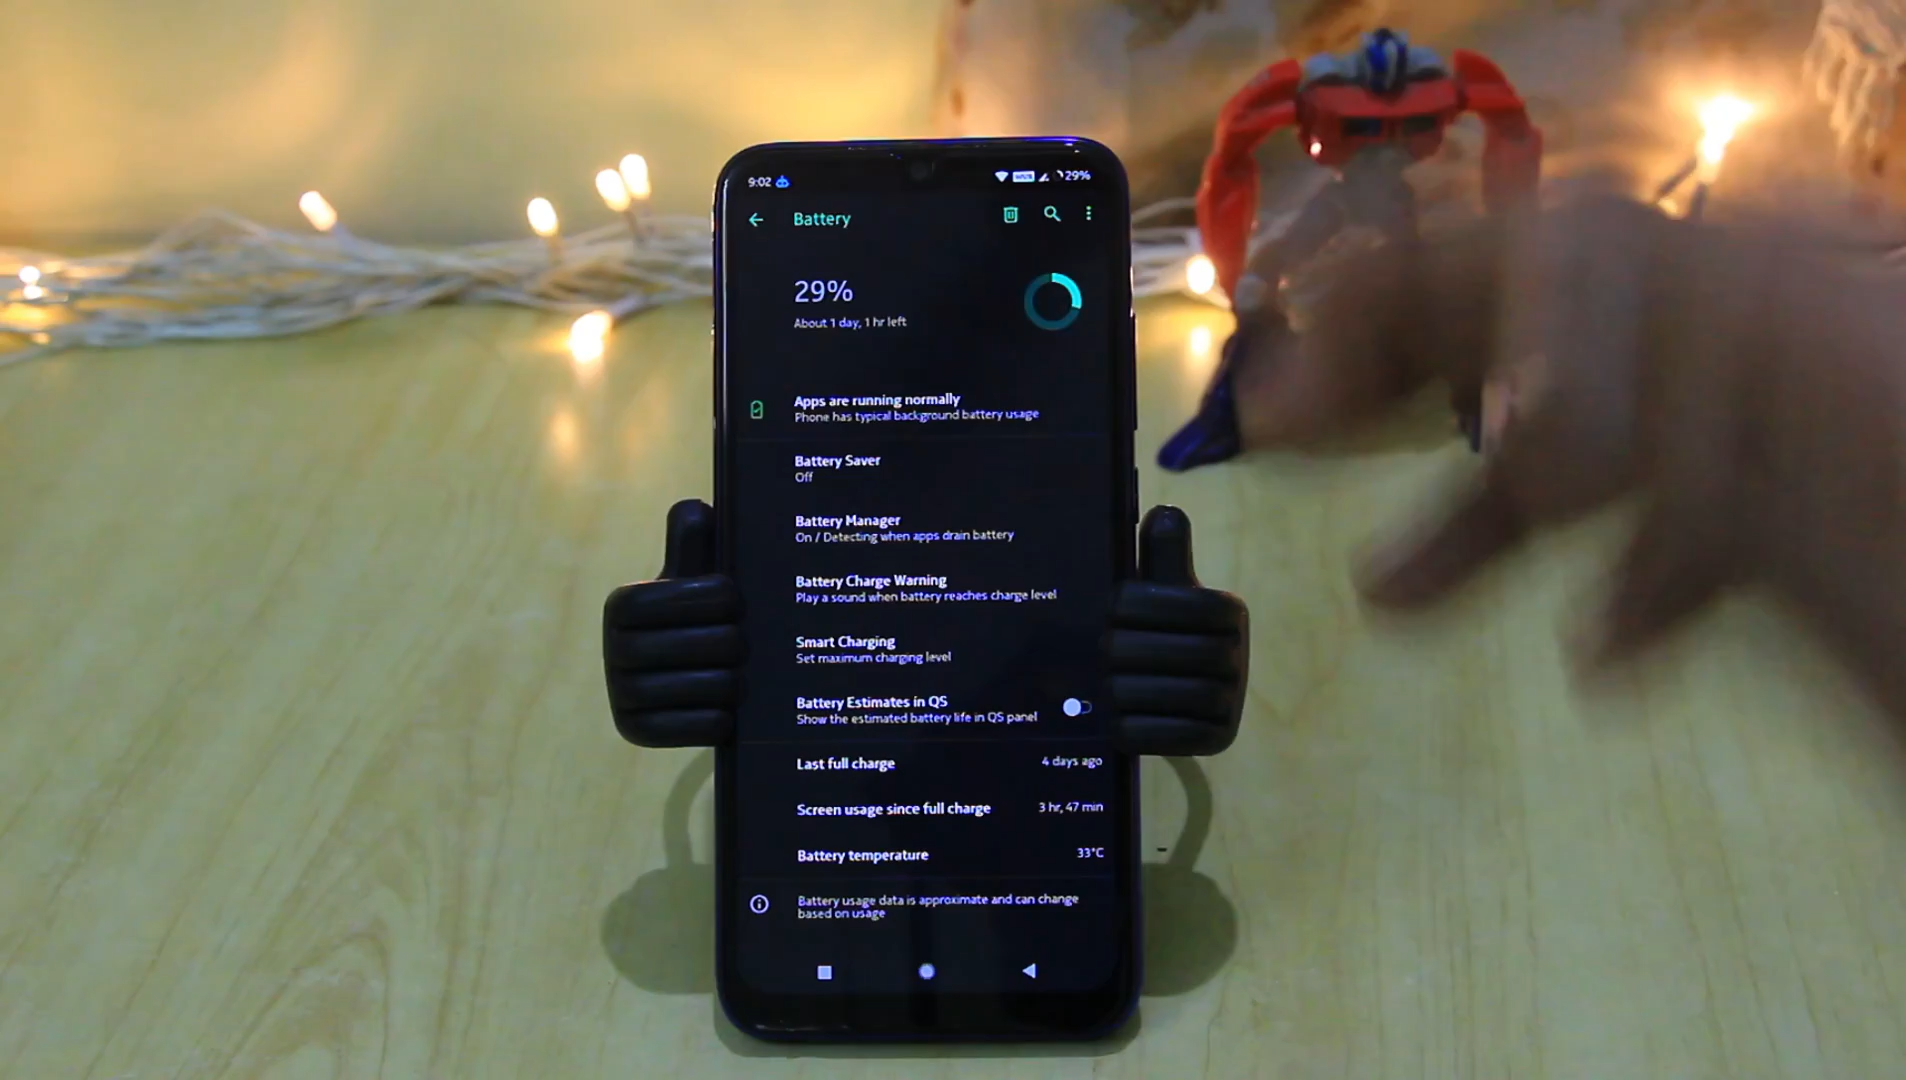 9:02
29%
Battery
29%
About 1 day, 1 hr left
Apps are running normally
Phone has typical background battery usage
Battery Saver
Off
Battery Manager
On / Detecting when apps drain battery
Battery Charge Warning
Play a sound when battery reaches charge level
Smart Charging
Set maximum charging level
Battery Estimates in QS
Show the estimated battery life in QS panel
Last full charge 4 days ago
Screen usage since full charge 3 hr, 47 min
Battery temperature 33°C
Battery usage data is approximate and can change
based on usage